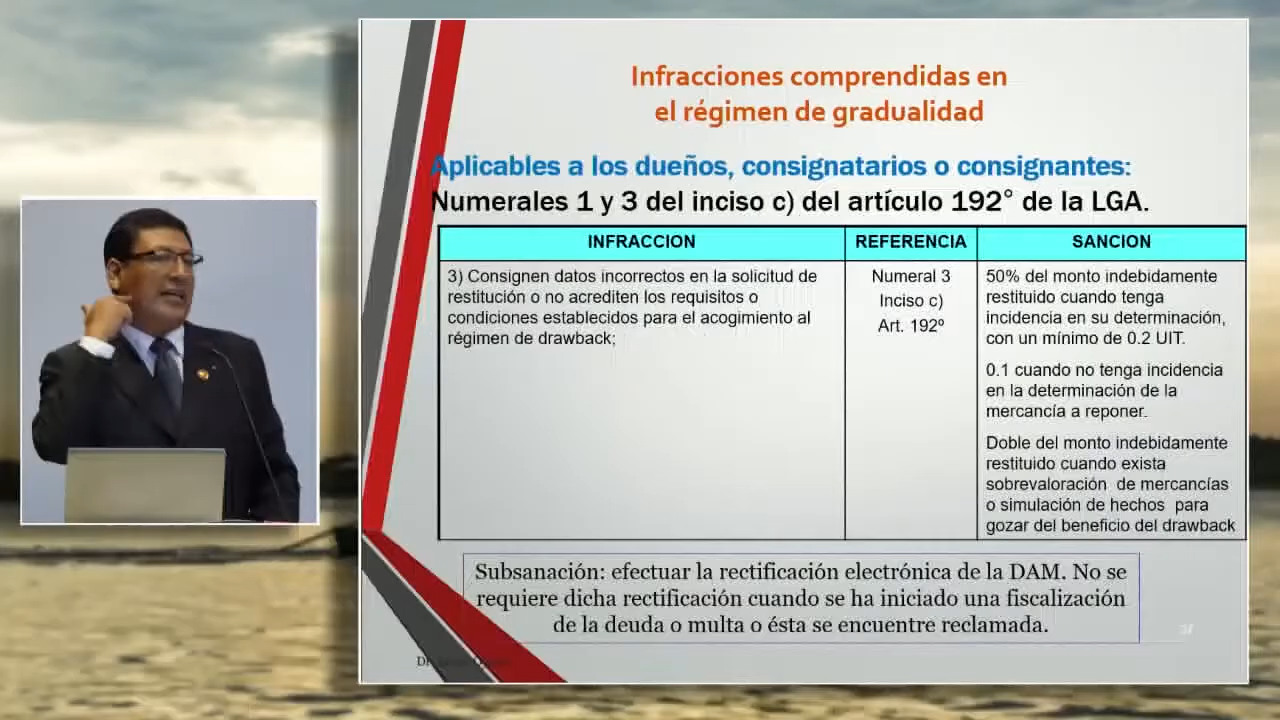 Infracciones comprendidas en
el régimen de gradualidad
Aplicables a los dueños, consignatarios o consignantes:
Numerales 1 y 3 del inciso c) del artículo 192° de la LGA.
INFRACCION
REFERENCIA
SANCION
3) Consignen datos incorrectos en la solicitud de
restitución o no acrediten los requisitos o
condiciones establecidos para el acogimiento al
régimen de drawback;
Numeral 3
Inciso c)
Art. 192º
50% del monto indebidamente
restituido cuando tenga
incidencia en su determinación,
con un mínimo de 0.2 UIT.
0.1 cuando no tenga incidencia
en la determinación de la
mercancía a reponer.
Doble del monto indebidamente
restituido cuando exista
sobrevaloración de mercancías
o simulación de hechos para
gozar del beneficio del drawback
Subsanación: efectuar la rectificación electrónica de la DAM. No se
requiere dicha rectificación cuando se ha iniciado una fiscalización
de la deuda o multa o ésta se encuentre reclamada.